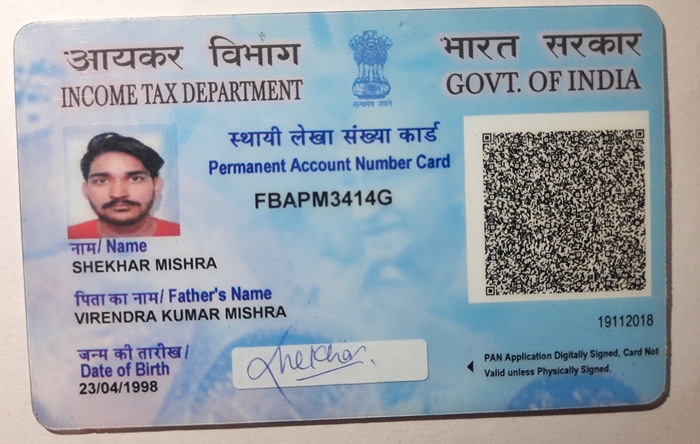 आयकर विभाग
INCOME TAX DEPARTMENT
सत्यमेव जयते
भारत सरकार
GOVT. OF INDIA
स्थायी लेखा संख्या कार्ड
Permanent Account Number Card
FBAPM3414G
नाम/ Name
SHEKHAR MISHRA
पिता का नाम/ Father's Name
VIRENDRA KUMAR MISHRA
जन्म की तारीख/
Date of Birth
23/04/1998
Shekhar.
19112018
PAN Application Digitally Signed, Card Not
Valid unless Physically Signed.